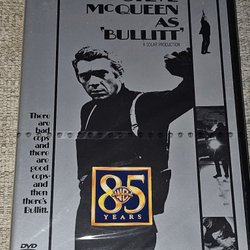 STEVE
McQUEEN
AS
'BULLITT'
A SOLAR PRODUCTION
There are
bad
cops
and
there
are
good
cops-
and
then
there's
Bullitt.
85
YEARS
DVD